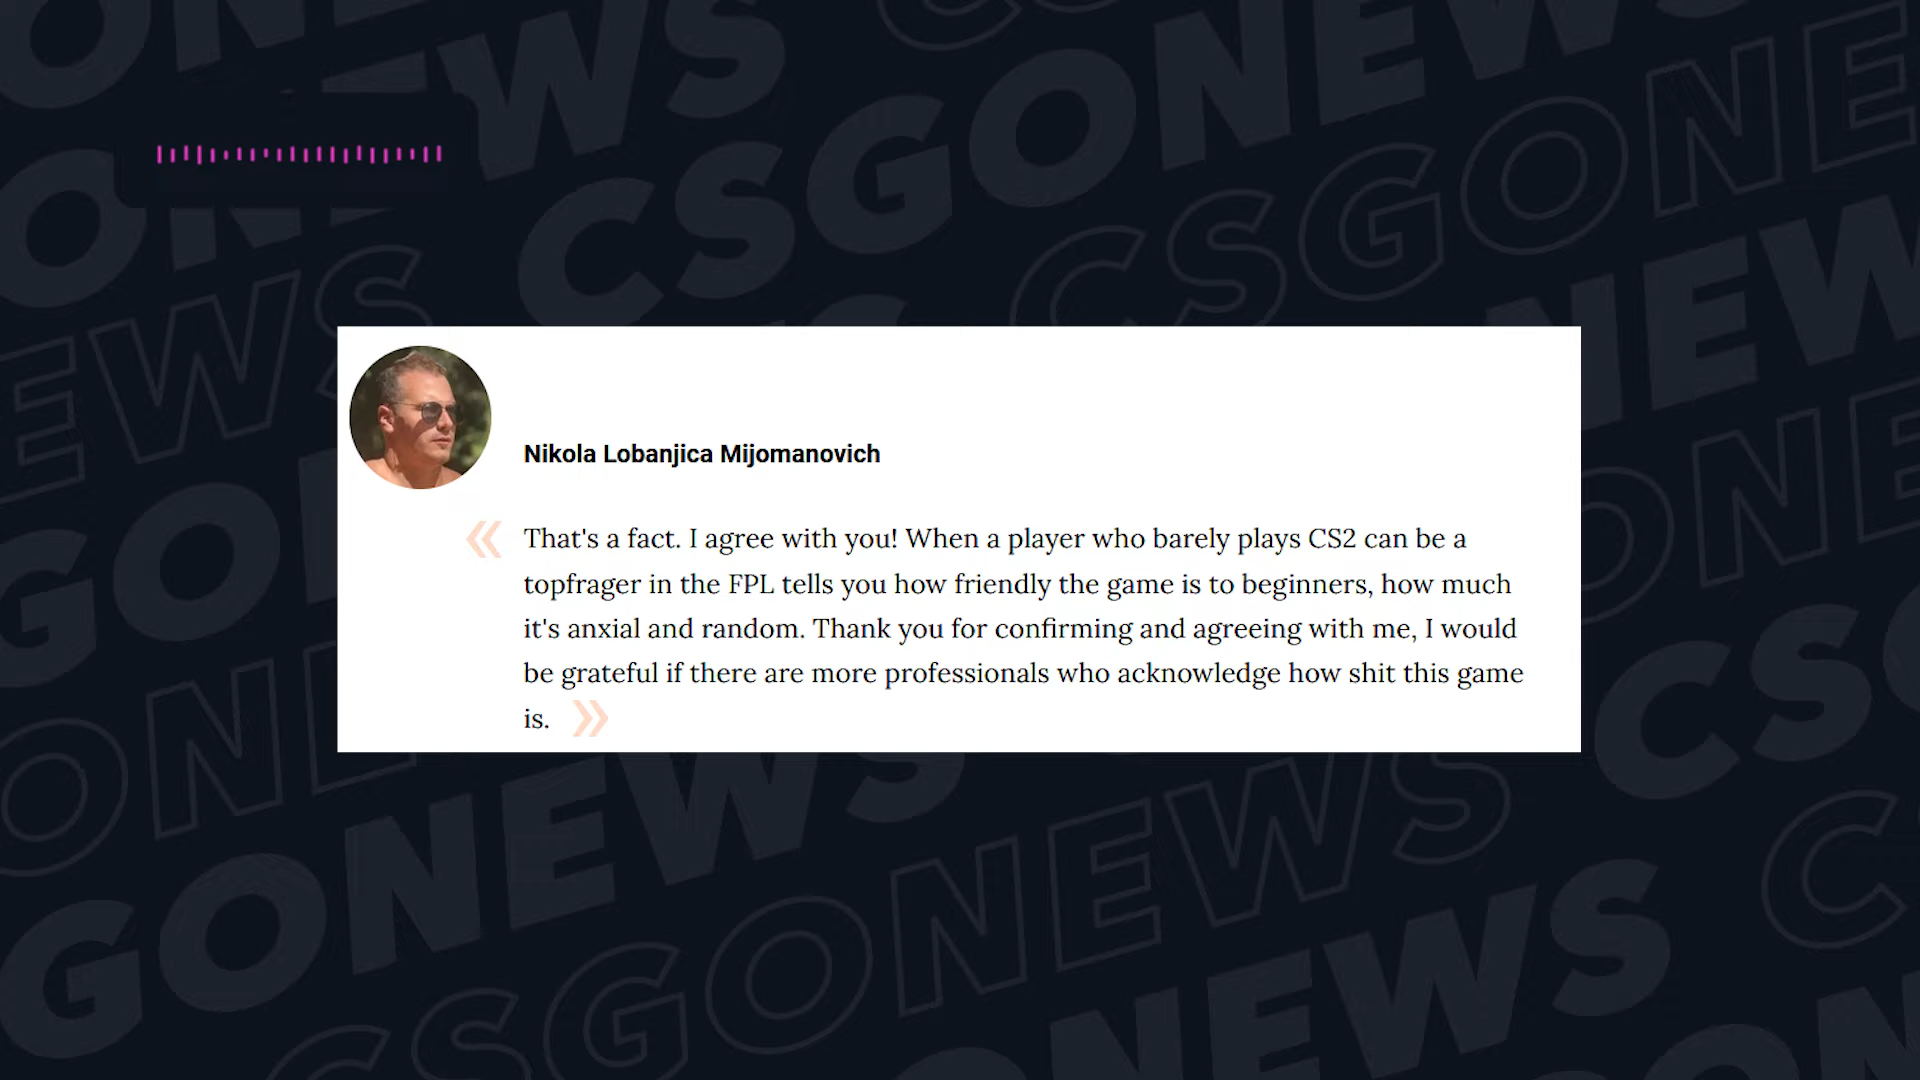 CSGONEWS
Nikola Lobanjica Mijomanovich
« That's a fact. I agree with you! When a player who barely plays CS2 can be a
topfrager in the FPL tells you how friendly the game is to beginners, how much
it's anxial and random. Thank you for confirming and agreeing with me, I would
be grateful if there are more professionals who acknowledge how shit this game
is. »